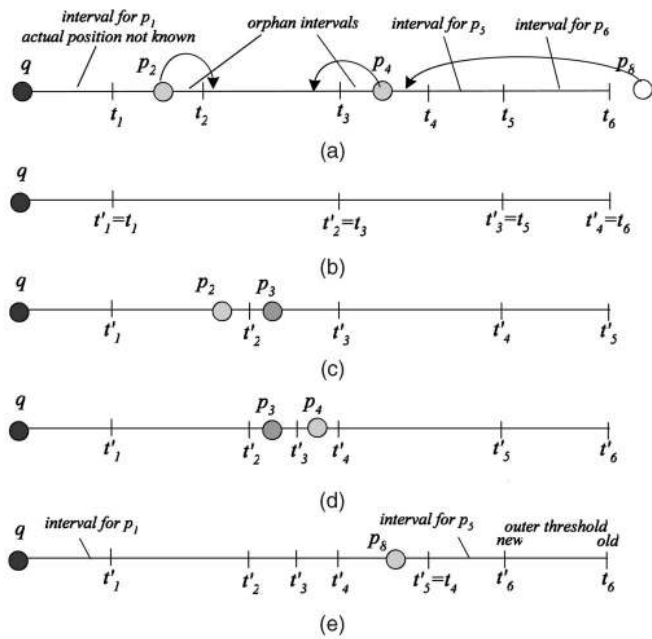 interval for p1
actual position not known
orphan intervals
interval for p5
interval for p6
q
p2
p4
p8
t1
t2
t3
t4
t5
t6
(a)
q
t'1=t1
t'2=t3
t'3=t5
t'4=t6
(b)
q
p2
p3
t'1
t'2
t'3
t'4
t'5
(c)
q
p3
p4
t'1
t'2
t'3
t'4
t'5
t'6
(d)
q
interval for p1
p8
interval for p5
outer threshold
new
old
t'1
t'2
t'3
t'4
t'5=t4
t'6
t6
(e)